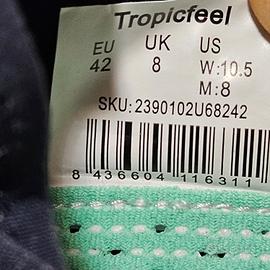 Tropicfeel
EU UK US
42 8 W:10.5
M:8
SKU: 2390102U68242
8 436604 116311